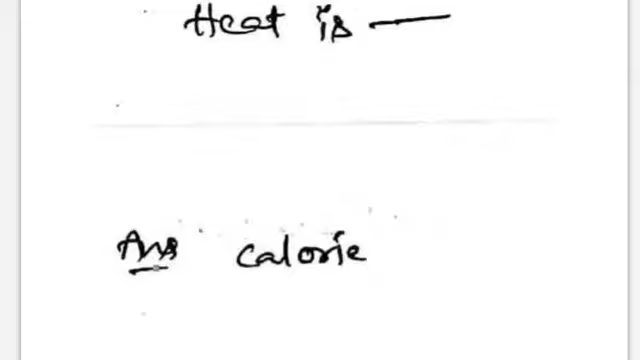 Heat is —
Ans calorie